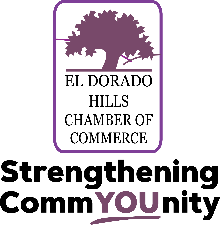 EL DORADO
HILLS
CHAMBER OF
COMMERCE
Strengthening
CommYOUnity